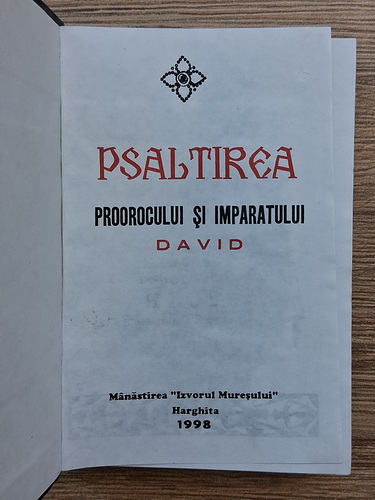 PSALTIREA
PROOROCULUI ŞI IMPARATULUI
DAVID
Mânăstirea "Izvorul Mureşului"
Harghita
1998